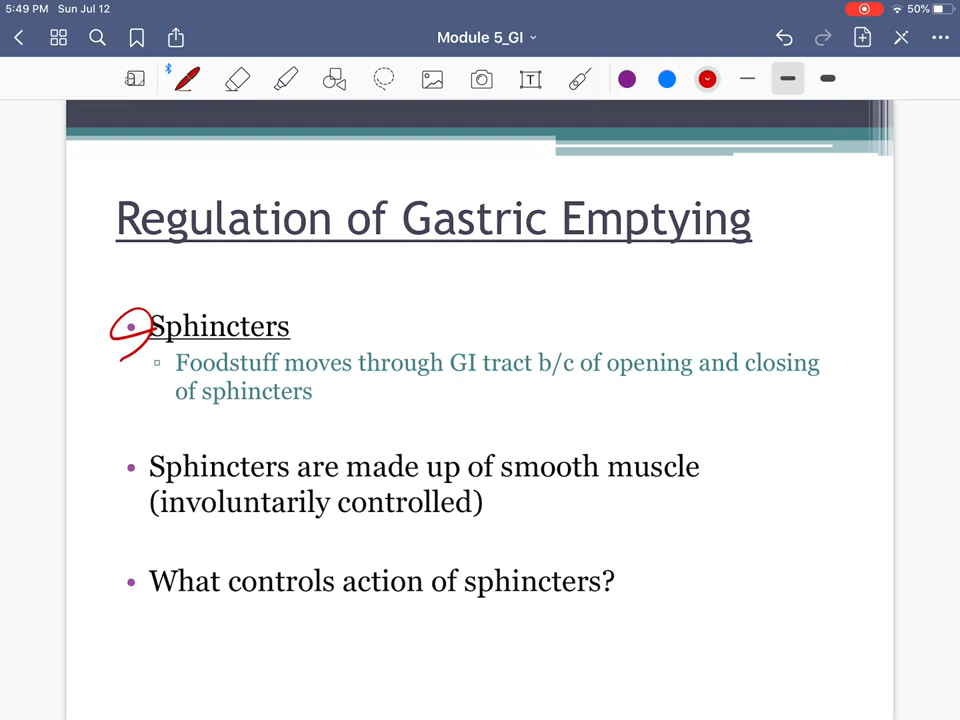 5:49 PM Sun Jul 12 50%
Module 5_GI
a
T
Regulation of Gastric Emptying
• Sphincters
▫ Foodstuff moves through GI tract b/c of opening and closing
of sphincters
• Sphincters are made up of smooth muscle
(involuntarily controlled)
• What controls action of sphincters?